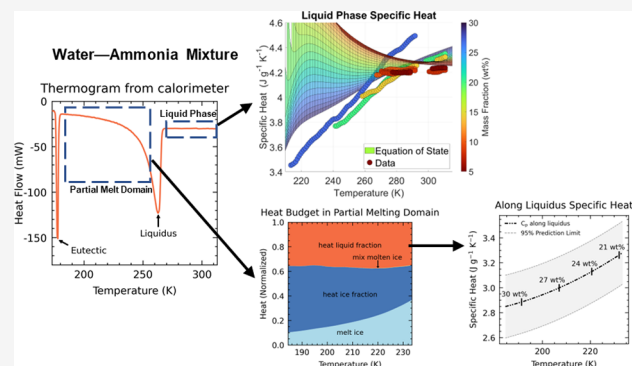 Water—Ammonia Mixture
Thermogram from calorimeter
0
-50
-100
-150
Heat Flow (mW)
Liquid Phase
Partial Melt Domain
Eutectic
Liquidus
200
250
300
Temperature (K)
Liquid Phase Specific Heat
4.6
4.4
4.2
4
3.8
3.6
3.4
Specific Heat (J g⁻¹ K⁻¹)
Equation of State
Data
220
240
260
280
300
Temperature (K)
30
25
20
15
10
5
Mass Fraction (wt%)
Heat Budget in Partial Melting Domain
1.0
0.8
0.6
0.4
0.2
0.0
Heat (Normalized)
heat liquid fraction
mix molten ice
heat ice fraction
melt ice
190
200
210
220
230
Temperature (K)
Along Liquidus Specific Heat
3.4
3.2
3.0
2.8
2.6
Specific Heat (J g⁻¹ K⁻¹)
Cₚ along liquidus
95% Prediction Limit
21 wt%
24 wt%
27 wt%
30 wt%
200
220
Temperature (K)